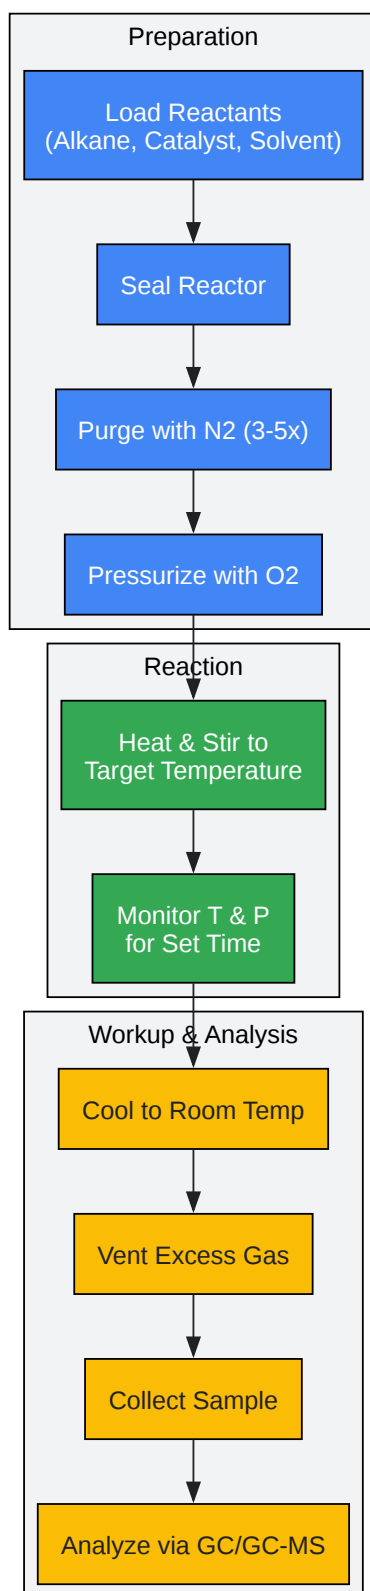 Preparation
Load Reactants
(Alkane, Catalyst, Solvent)
Seal Reactor
Purge with N2 (3-5x)
Pressurize with O2
Reaction
Heat & Stir to
Target Temperature
Monitor T & P
for Set Time
Workup & Analysis
Cool to Room Temp
Vent Excess Gas
Collect Sample
Analyze via GC/GC-MS